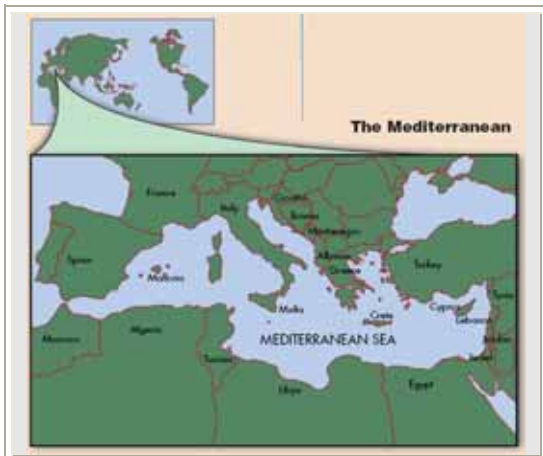 The Mediterranean
France
Croatia
Italy
Bosnia
Montenegro
Albania
Greece
Turkey
Spain
Mallorca
Malta
Crete
Cyprus
Syria
Lebanon
Jordan
Israel
MEDITERRANEAN SEA
Morocco
Algeria
Tunisia
Libya
Egypt